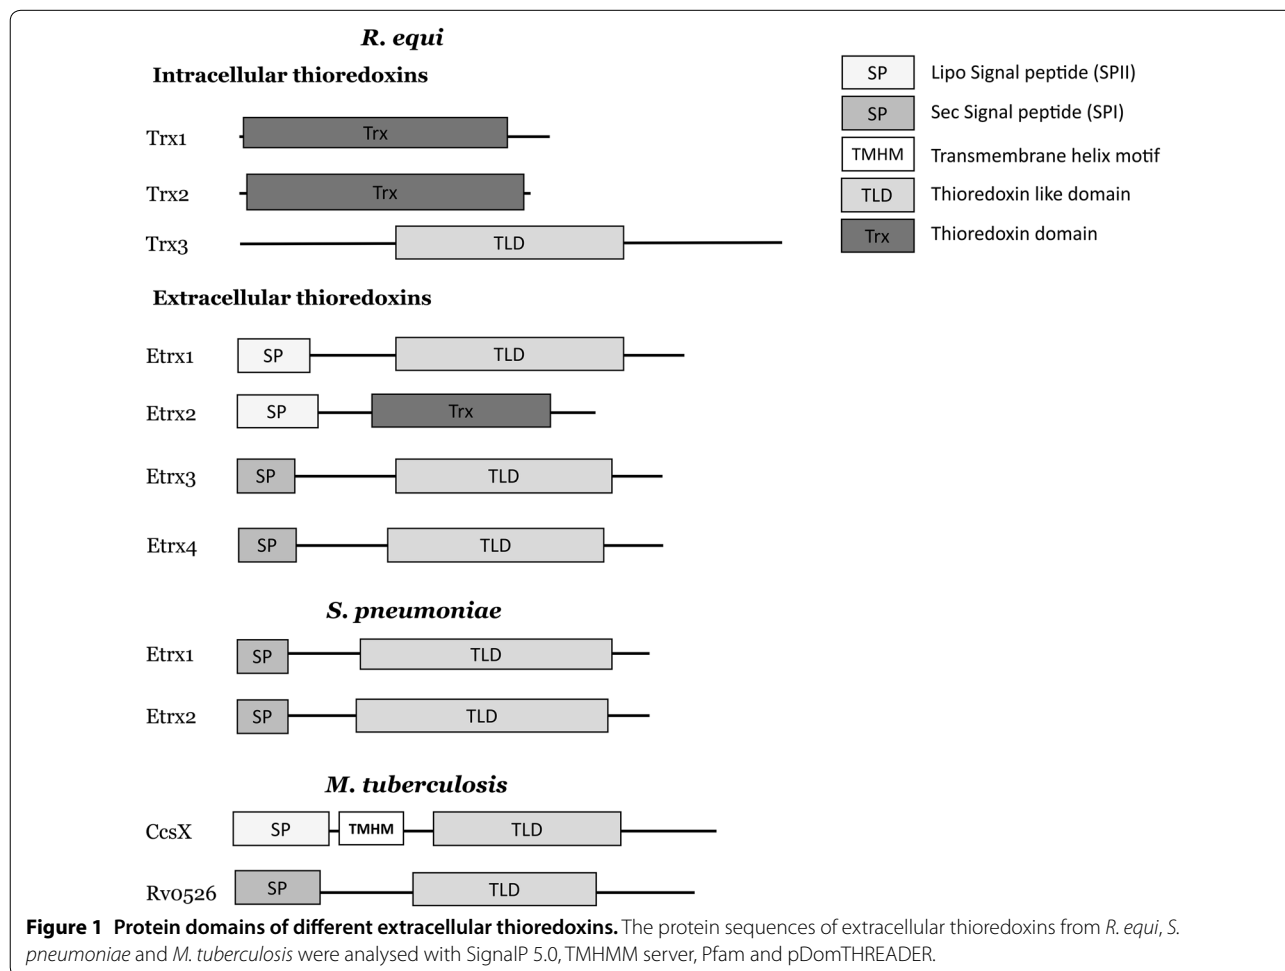 R. equi
Intracellular thioredoxins
Trx1
Trx
Trx2
Trx
Trx3
TLD
SP
Lipo Signal peptide (SPII)
SP
Sec Signal peptide (SPI)
TMHM
Transmembrane helix motif
TLD
Thioredoxin like domain
Trx
Thioredoxin domain
Extracellular thioredoxins
Etrx1
SP
TLD
Etrx2
SP
Trx
Etrx3
SP
TLD
Etrx4
SP
TLD
S. pneumoniae
Etrx1
SP
TLD
Etrx2
SP
TLD
M. tuberculosis
CcsX
SP
TMHM
TLD
Rv0526
SP
TLD
Figure 1 Protein domains of different extracellular thioredoxins. The protein sequences of extracellular thioredoxins from R. equi, S.
pneumoniae and M. tuberculosis were analysed with SignalP 5.0, TMHMM server, Pfam and pDomTHREADER.